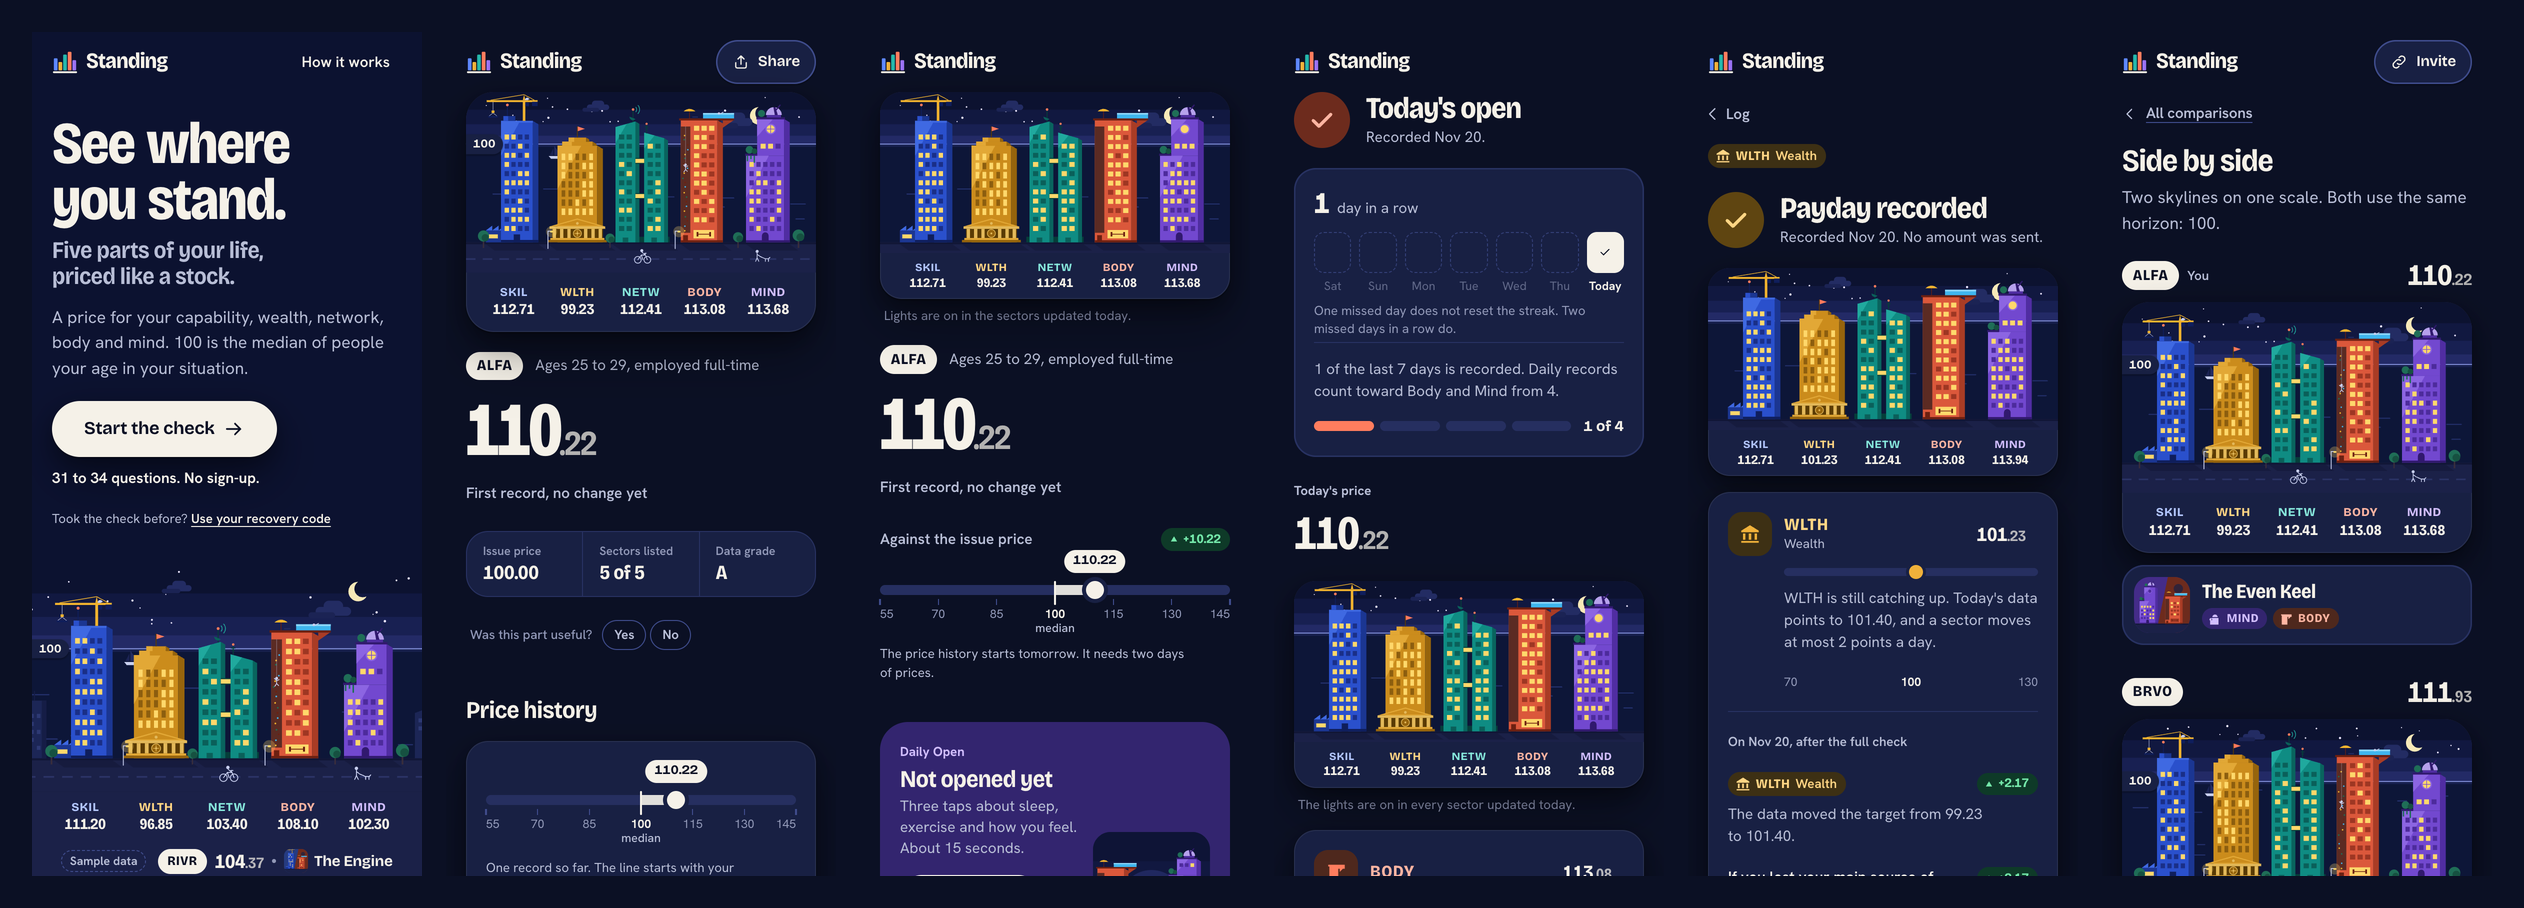 Standing
How it works
See where
you stand.
Five parts of your life,
priced like a stock.
A price for your capability, wealth, network,
body and mind. 100 is the median of people
your age in your situation.
Start the check →
31 to 34 questions. No sign-up.
Took the check before? Use your recovery code
100
SKIL WLTH NETW BODY MIND
111.20 96.85 103.40 108.10 102.30
Sample data RIVR 104.37 • The Engine
Standing
Share
100
SKIL WLTH NETW BODY MIND
112.71 99.23 112.41 113.08 113.68
ALFA Ages 25 to 29, employed full-time
110.22
First record, no change yet
Issue price Sectors listed Data grade
100.00 5 of 5 A
Was this part useful? Yes No
Price history
110.22
55 70 85 100 115 130 145
median
One record so far. The line starts with your
Standing
SKIL WLTH NETW BODY MIND
112.71 99.23 112.41 113.08 113.68
Lights are on in the sectors updated today.
ALFA Ages 25 to 29, employed full-time
110.22
First record, no change yet
Against the issue price +10.22
110.22
55 70 85 100 115 130 145
median
The price history starts tomorrow. It needs two days
of prices.
Daily Open
Not opened yet
Three taps about sleep,
exercise and how you feel.
About 15 seconds.
Standing
Today's open
Recorded Nov 20.
1 day in a row
Sat Sun Mon Tue Wed Thu Today
One missed day does not reset the streak. Two
missed days in a row do.
1 of the last 7 days is recorded. Daily records
count toward Body and Mind from 4.
1 of 4
Today's price
110.22
SKIL WLTH NETW BODY MIND
112.71 99.23 112.41 113.08 113.68
The lights are on in every sector updated today.
BODY 113.08
Standing
Log
WLTH Wealth
Payday recorded
Recorded Nov 20. No amount was sent.
SKIL WLTH NETW BODY MIND
112.71 101.23 112.41 113.08 113.94
WLTH
Wealth
101.23
WLTH is still catching up. Today's data
points to 101.40, and a sector moves
at most 2 points a day.
70 100 130
On Nov 20, after the full check
WLTH Wealth +2.17
The data moved the target from 99.23
to 101.40.
If you lost your main source of +2.17
Standing
Invite
All comparisons
Side by side
Two skylines on one scale. Both use the same
horizon: 100.
ALFA You 110.22
100
SKIL WLTH NETW BODY MIND
112.71 99.23 112.41 113.08 113.68
The Even Keel
MIND BODY
BRVO 111.93
100